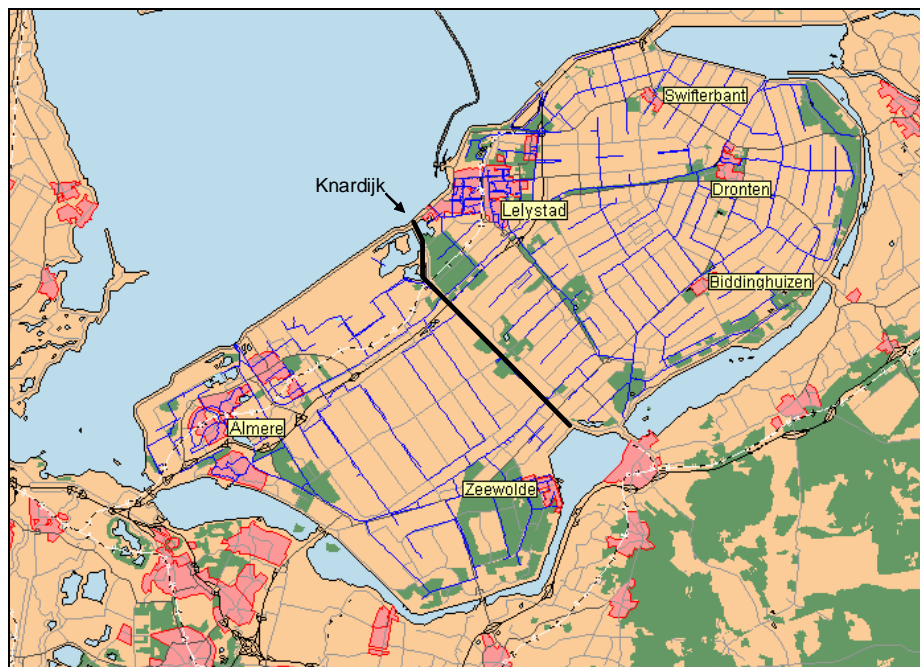 Swifterbant
Knardijk
Dronten
Lelystad
Biddinghuizen
Almere
Zeewolde